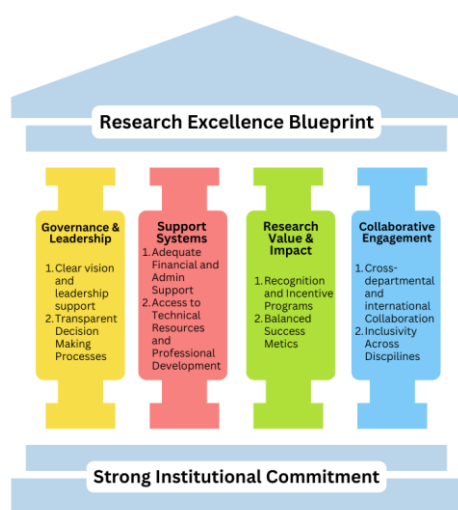 Research Excellence Blueprint
Governance &
Leadership
1.Clear vision
and
leadership
support
2.Transparent
Decision
Making
Processes
Support
Systems
1.Adequate
Financial and
Admin
Support
2.Access to
Technical
Resources
and
Professional
Development
Research
Value &
Impact
1.Recognition
and Incentive
Programs
2.Balanced
Success
Metics
Collaborative
Engagement
1.Cross-
departmental
and
international
Collaboration
2.Inclusivity
Across
Discpilines
Strong Institutional Commitment